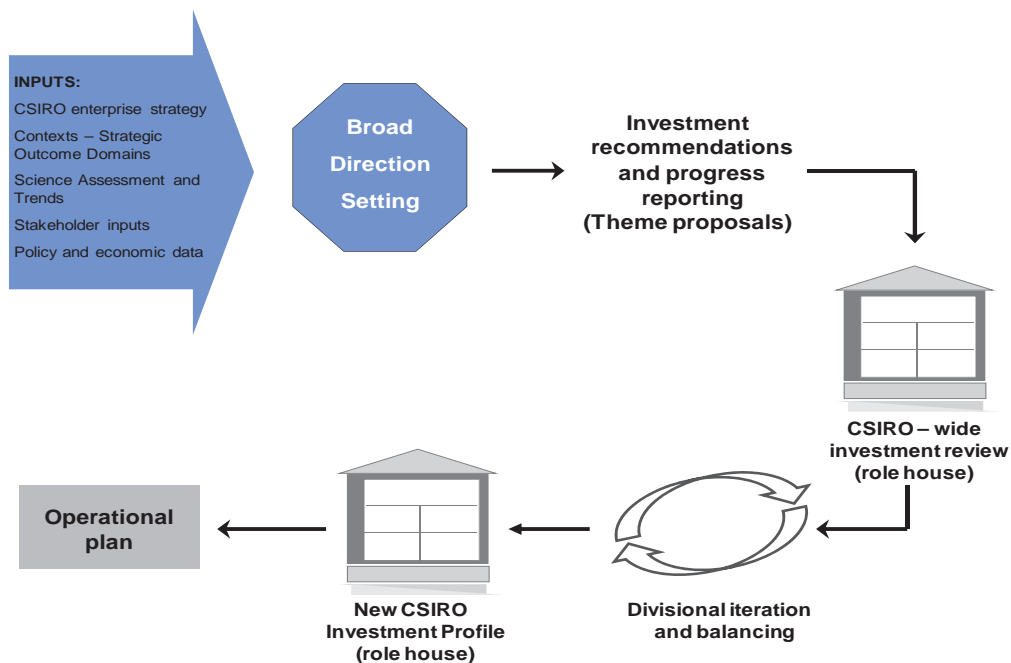 INPUTS:
CSIRO enterprise strategy
Contexts – Strategic
Outcome Domains
Science Assessment and
Trends
Stakeholder inputs
Policy and economic data
Broad
Direction
Setting
Investment
recommendations
and progress
reporting
(Theme proposals)
CSIRO – wide
investment review
(role house)
Divisional iteration
and balancing
New CSIRO
Investment Profile
(role house)
Operational
plan